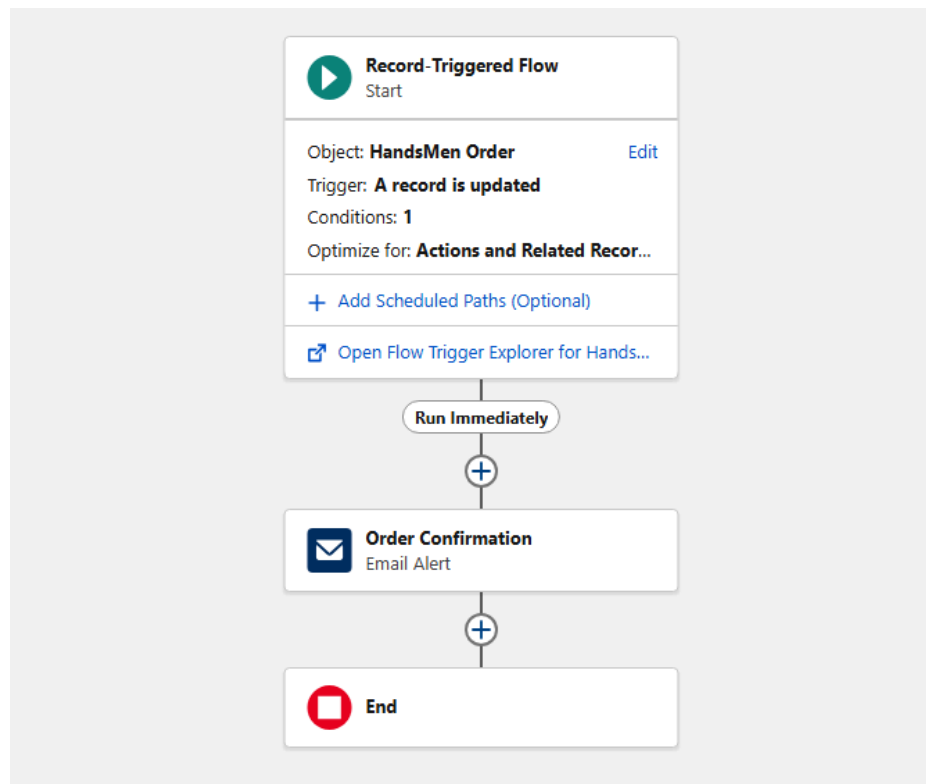 Record-Triggered Flow
Start
Object: HandsMen Order
Edit
Trigger: A record is updated
Conditions: 1
Optimize for: Actions and Related Recor...
Add Scheduled Paths (Optional)
Open Flow Trigger Explorer for Hands...
Run Immediately
Order Confirmation
Email Alert
End